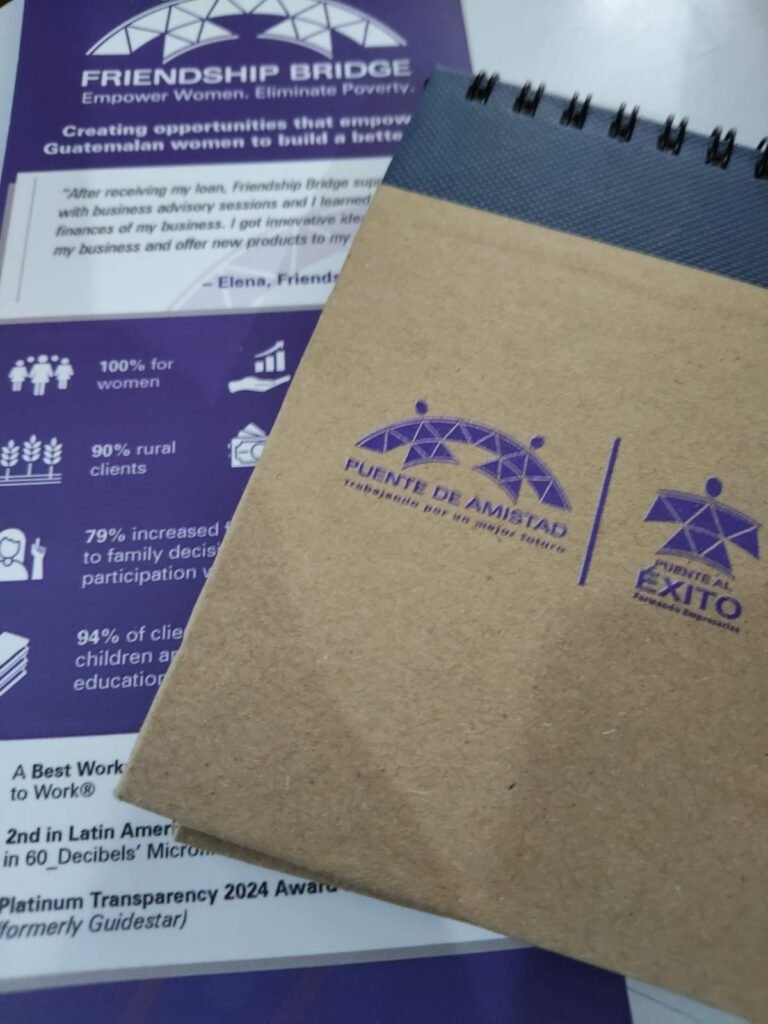 FRIENDSHIP BRIDGE
Empower Women. Eliminate Poverty.
Creating opportunities that empow
Guatemalan women to build a bette
"After receiving my loan, Friendship Bridge sup
with business advisory sessions and I learned
finances of my business. I got innovative ide
my business and offer new products to my
– Elena, Friends
100% for
women
90% rural
clients
79% increased
to family decisi
participation
94% of clie
children a
education
A Best Work
to Work®
2nd in Latin Ameri
in 60_Decibels' Micro
Platinum Transparency 2024 Award
(formerly Guidestar)
PUENTE DE AMISTAD
Trabajando por un mejor futuro
PUENTE AL
ÉXITO
Formando Empresarias